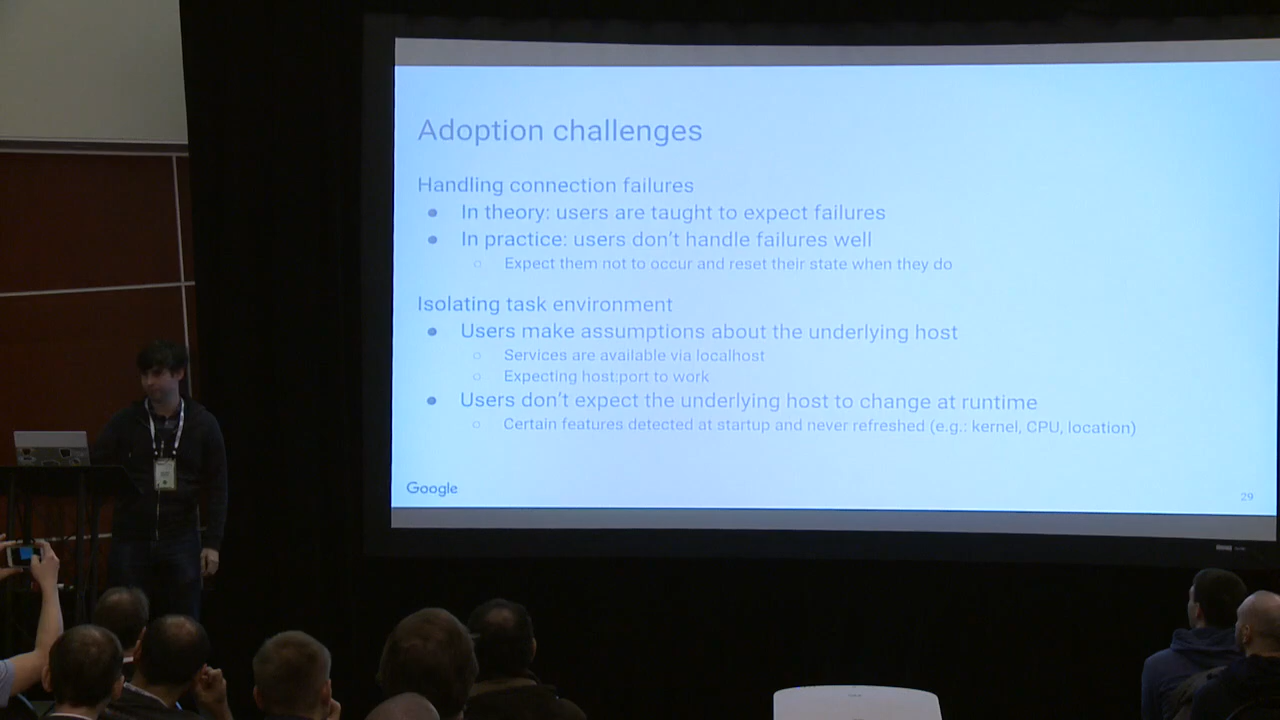 Adoption challenges
Handling connection failures
● In theory: users are taught to expect failures
● In practice: users don't handle failures well
○ Expect them not to occur and reset their state when they do
Isolating task environment
● Users make assumptions about the underlying host
○ Services are available via localhost
○ Expecting host:port to work
● Users don't expect the underlying host to change at runtime
○ Certain features detected at startup and never refreshed (e.g.: kernel, CPU, location)
Google
29